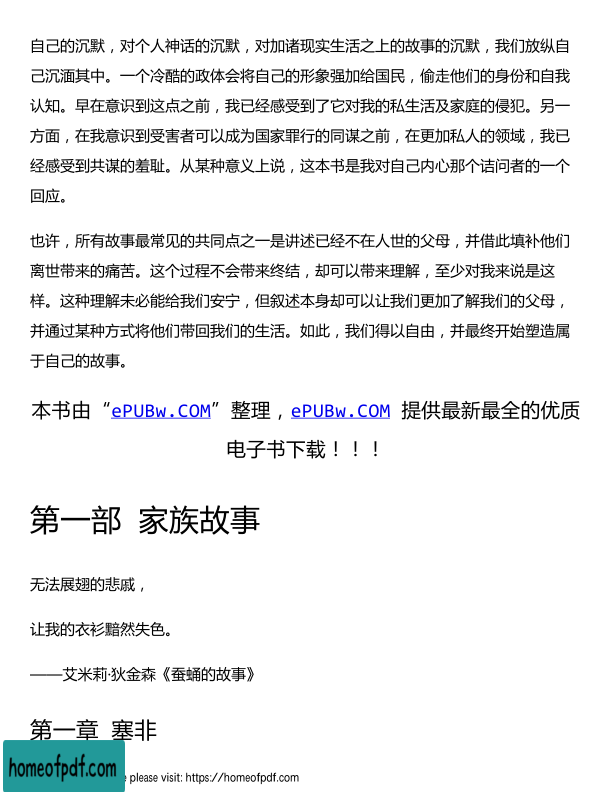 自己的沉默，对个人神话的沉默，对加诸现实生活之上的故事的沉默，我们放纵自
己沉湎其中。一个冷酷的政体会将自己的形象强加给国民，偷走他们的身份和自我
认知。早在意识到这点之前，我已经感受到了它对我的私生活及家庭的侵犯。另一
方面，在我意识到受害者可以成为国家罪行的同谋之前，在更加私人的领域，我已
经感受到共谋的羞耻。从某种意义上说，这本书是我对自己内心那个诘问者的一个
回应。
也许，所有故事最常见的共同点之一是讲述已经不在人世的父母，并借此填补他们
离世带来的痛苦。这个过程不会带来终结，却可以带来理解，至少对我来说是这
样。这种理解未必能给我们安宁，但叙述本身却可以让我们更加了解我们的父母，
并通过某种方式将他们带回我们的生活。如此，我们得以自由，并最终开始塑造属
于自己的故事。
本书由“ePUBw.COM”整理，ePUBw.COM 提供最新最全的优质
电子书下载！！！
第一部 家族故事
无法展翅的悲戚，
让我的衣衫黯然失色。
——艾米莉·狄金森《蚕蛹的故事》
第一章 塞非
homeofpdf.com
e please visit: https://homeofpdf.com